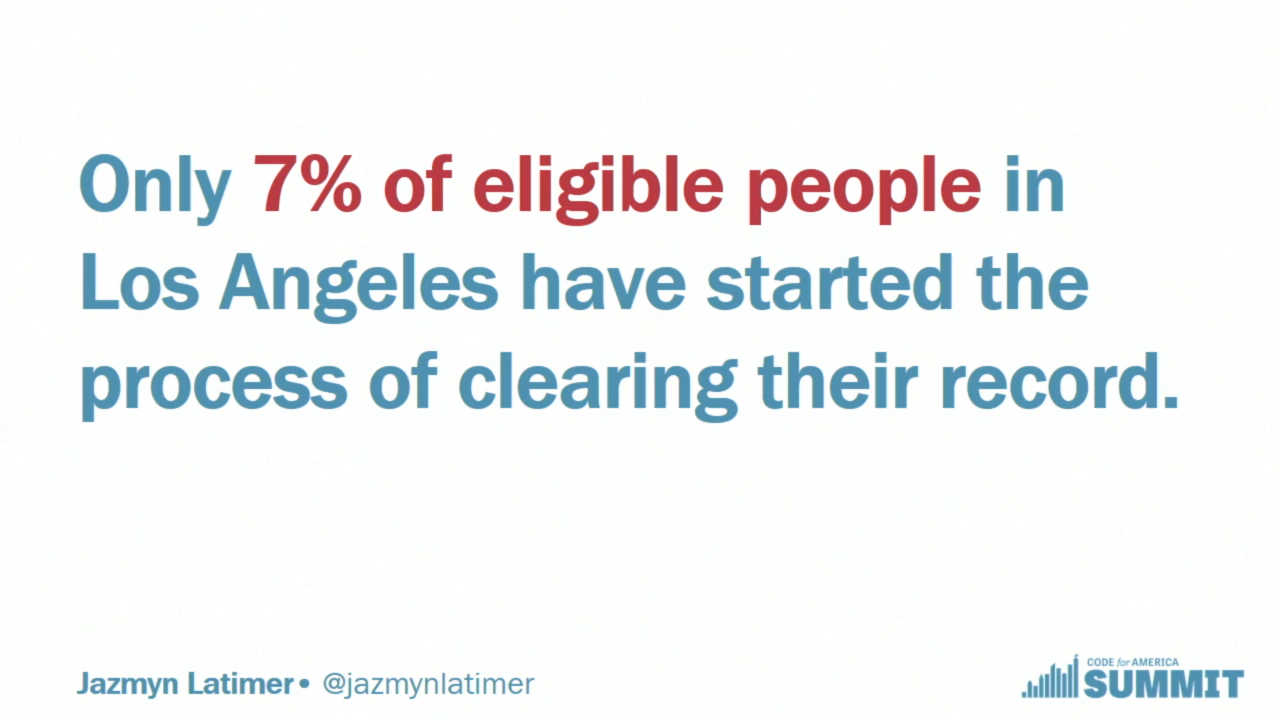 Only 7% of eligible people in
Los Angeles have started the
process of clearing their record.
Jazmyn Latimer • @jazmynlatimer
CODE for AMERICA
SUMMIT